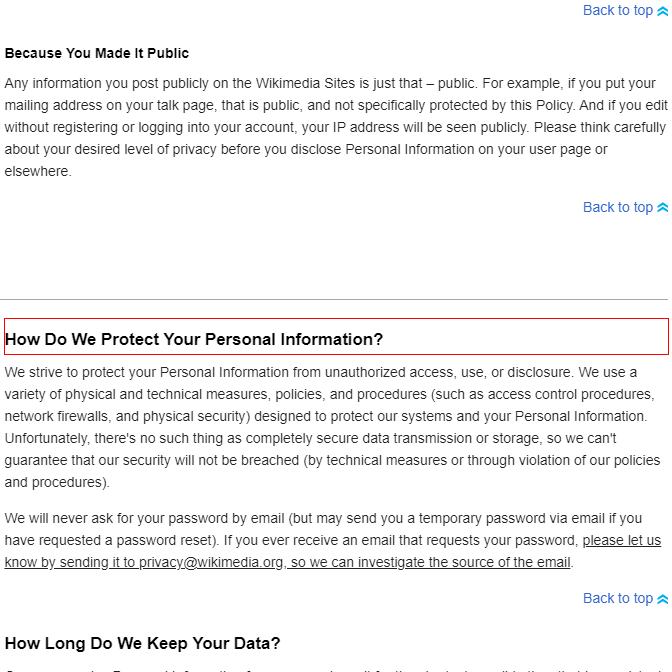 Back to top
Because You Made It Public
Any information you post publicly on the Wikimedia Sites is just that – public. For example, if you put your
mailing address on your talk page, that is public, and not specifically protected by this Policy. And if you edit
without registering or logging into your account, your IP address will be seen publicly. Please think carefully
about your desired level of privacy before you disclose Personal Information on your user page or
elsewhere.
Back to top
How Do We Protect Your Personal Information?
We strive to protect your Personal Information from unauthorized access, use, or disclosure. We use a
variety of physical and technical measures, policies, and procedures (such as access control procedures,
network firewalls, and physical security) designed to protect our systems and your Personal Information.
Unfortunately, there's no such thing as completely secure data transmission or storage, so we can't
guarantee that our security will not be breached (by technical measures or through violation of our policies
and procedures).
We will never ask for your password by email (but may send you a temporary password via email if you
have requested a password reset). If you ever receive an email that requests your password, please let us
know by sending it to privacy@wikimedia.org, so we can investigate the source of the email.
Back to top
How Long Do We Keep Your Data?